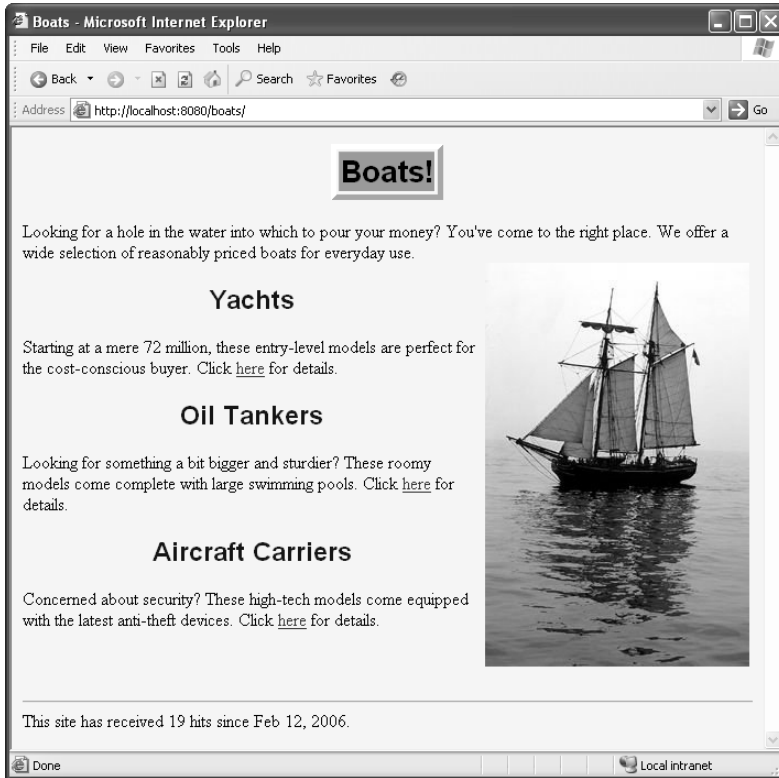 Boats - Microsoft Internet Explorer
File Edit View Favorites Tools Help
Back Search Favorites
Address http://localhost:8080/boats/ Go
Boats!
Looking for a hole in the water into which to pour your money? You've come to the right place. We offer a
wide selection of reasonably priced boats for everyday use.
Yachts
Starting at a mere 72 million, these entry-level models are perfect for
the cost-conscious buyer. Click here for details.
Oil Tankers
Looking for something a bit bigger and sturdier? These roomy
models come complete with large swimming pools. Click here for
details.
Aircraft Carriers
Concerned about security? These high-tech models come equipped
with the latest anti-theft devices. Click here for details.
This site has received 19 hits since Feb 12, 2006.
Done Local intranet